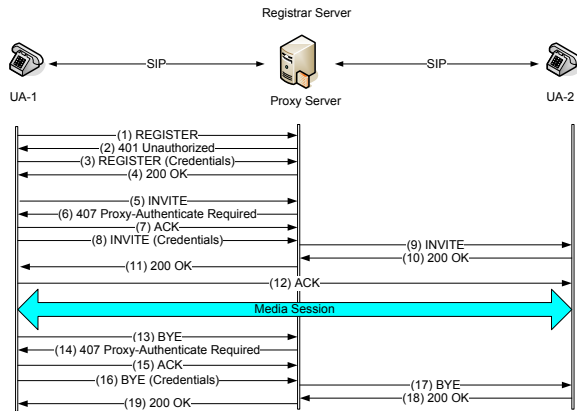 Registrar Server
SIP
SIP
UA-1
Proxy Server
UA-2
(1) REGISTER
(2) 401 Unauthorized
(3) REGISTER (Credentials)
(4) 200 OK
(5) INVITE
(6) 407 Proxy-Authenticate Required
(7) ACK
(8) INVITE (Credentials)
(9) INVITE
(10) 200 OK
(11) 200 OK
(12) ACK
Media Session
(13) BYE
(14) 407 Proxy-Authenticate Required
(15) ACK
(16) BYE (Credentials)
(17) BYE
(18) 200 OK
(19) 200 OK